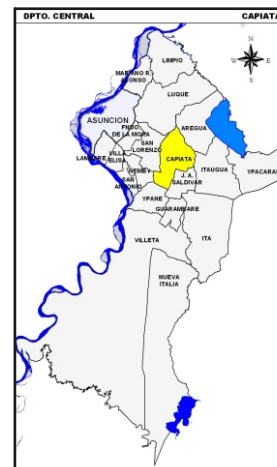 DPTO. CENTRAL CAPIATA
N
LIMPIO
MARIANO R. ALONSO
LUQUE
ASUNCION
FNDO. DE LA MORA
AREGUA
SAN LORENZO
VILLA ELISA
LAMBARE
CAPIATA
ITAUGUA
YPACARAI
ÑEMBY
J. A. SALDIVAR
SAN ANTONIO
YPANE
GUARAMBARE
VILLETA
ITA
NUEVA ITALIA